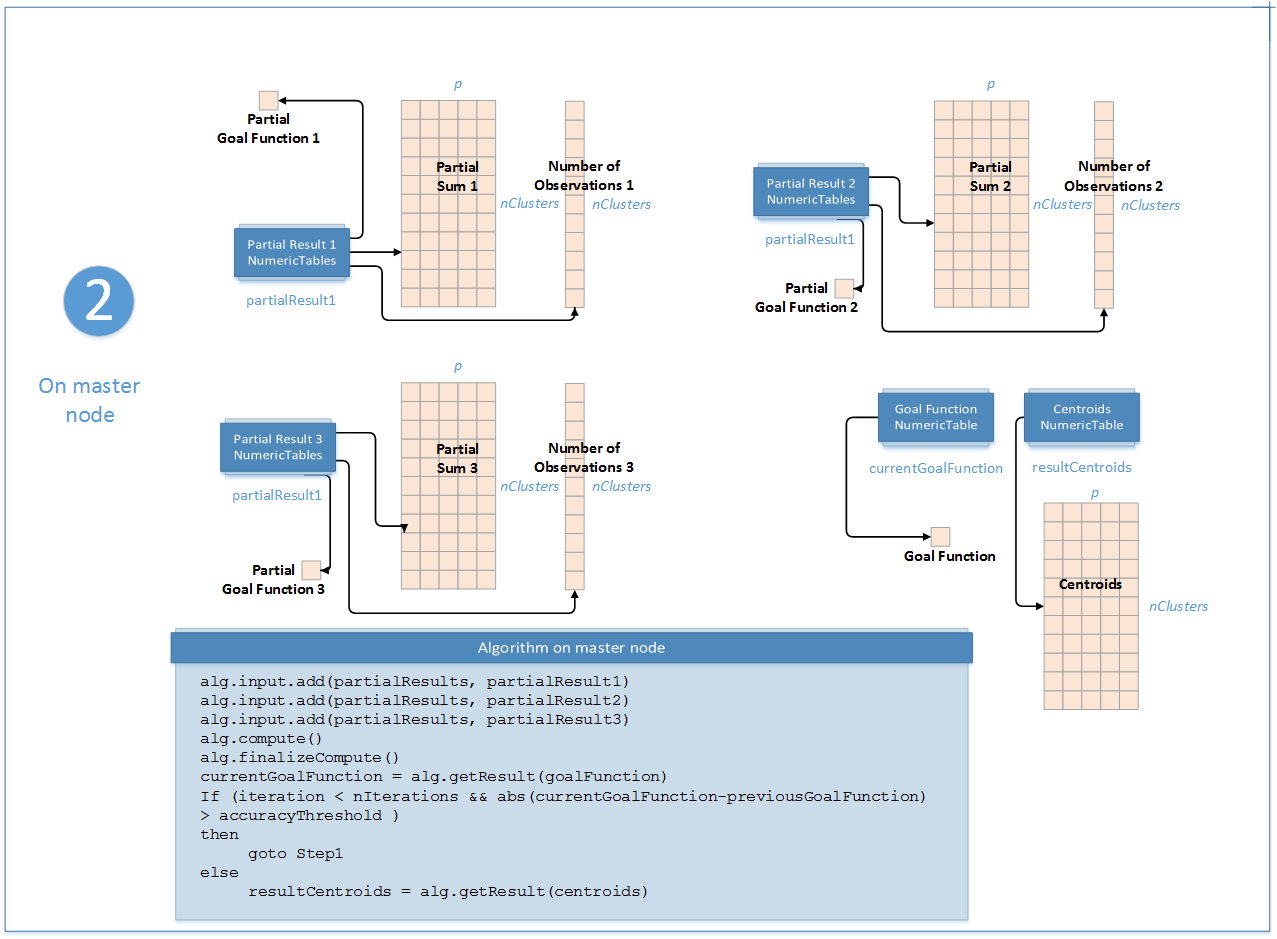 2
On master
node
Partial
Goal Function 1
p
Partial
Sum 1
nClusters
Number of
Observations 1
nClusters
Partial Result 1
NumericTables
partialResult1
p
Partial
Sum 2
nClusters
Number of
Observations 2
nClusters
Partial Result 2
NumericTables
partialResult1
Partial
Goal Function 2
p
Partial
Sum 3
nClusters
Number of
Observations 3
nClusters
Partial Result 3
NumericTables
partialResult1
Partial
Goal Function 3
Goal Function
NumericTable
currentGoalFunction
Goal Function
Centroids
NumericTable
resultCentroids
p
Centroids
nClusters
Algorithm on master node
alg.input.add(partialResults, partialResult1)
alg.input.add(partialResults, partialResult2)
alg.input.add(partialResults, partialResult3)
alg.compute()
alg.finalizeCompute()
currentGoalFunction = alg.getResult(goalFunction)
If (iteration < nIterations && abs(currentGoalFunction-previousGoalFunction)
> accuracyThreshold )
then
goto Step1
else
resultCentroids = alg.getResult(centroids)